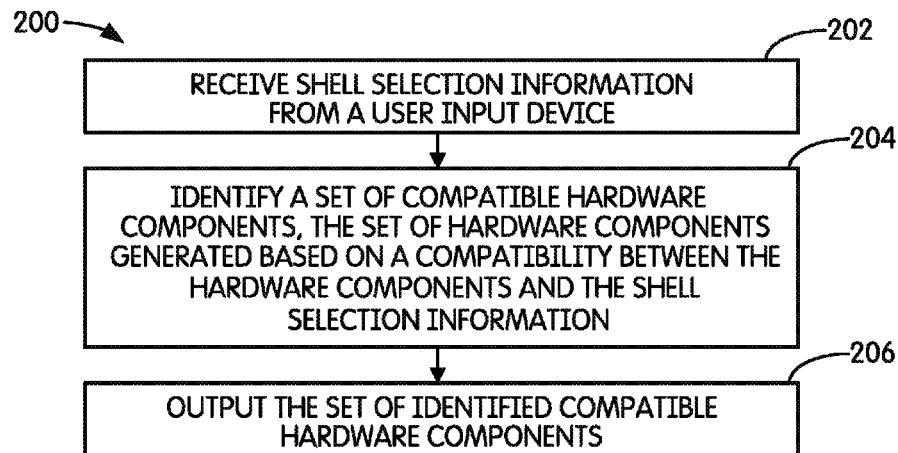 200
202
RECEIVE SHELL SELECTION INFORMATION
FROM A USER INPUT DEVICE
204
IDENTIFY A SET OF COMPATIBLE HARDWARE
COMPONENTS, THE SET OF HARDWARE COMPONENTS
GENERATED BASED ON A COMPATIBILITY BETWEEN THE
HARDWARE COMPONENTS AND THE SHELL
SELECTION INFORMATION
206
OUTPUT THE SET OF IDENTIFIED COMPATIBLE
HARDWARE COMPONENTS